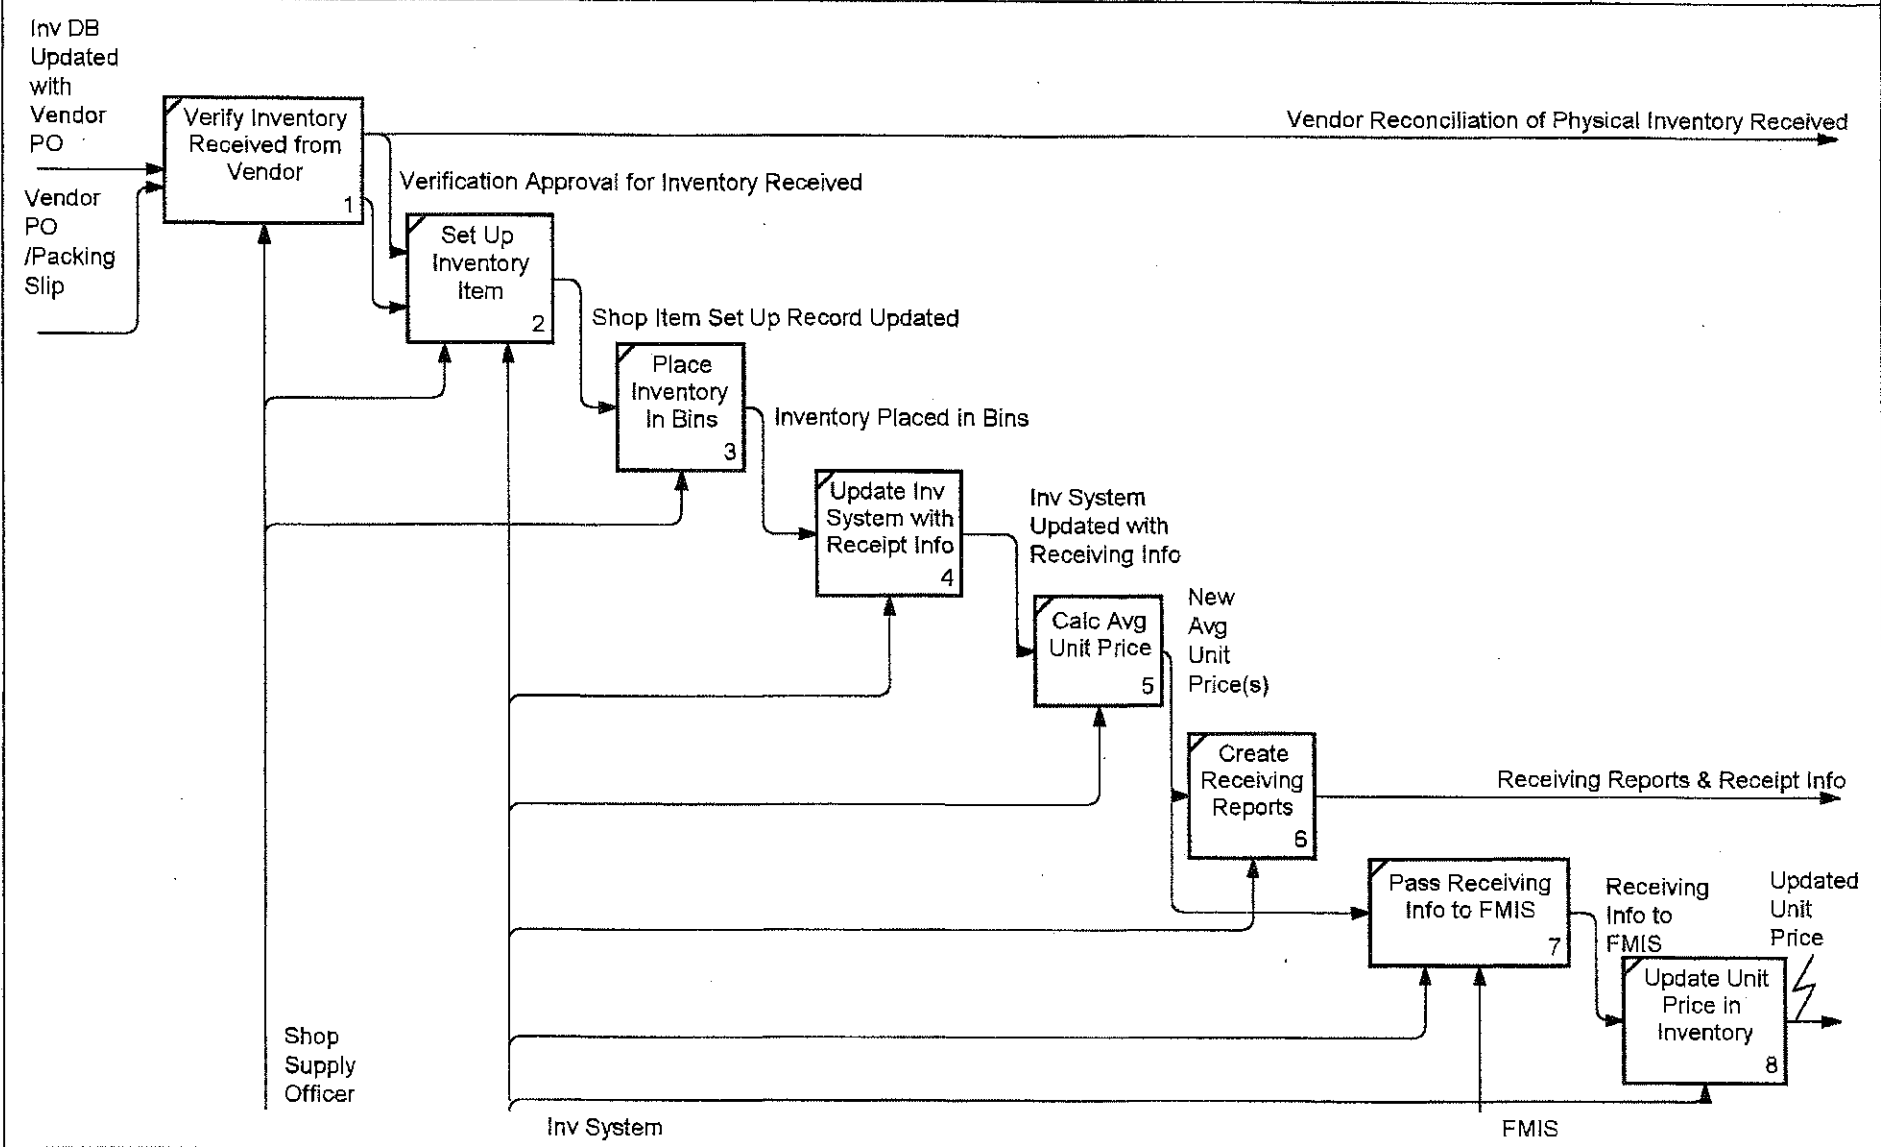 Inv DB
Updated
with
Vendor
PO
Vendor
PO
/Packing
Slip
Verify Inventory
Received from
Vendor
1
Vendor Reconciliation of Physical Inventory Received
Verification Approval for Inventory Received
Set Up
Inventory
Item
2
Shop Item Set Up Record Updated
Place
Inventory
In Bins
3
Inventory Placed in Bins
Update Inv
System with
Receipt Info
4
Inv System
Updated with
Receiving Info
Calc Avg
Unit Price
5
New
Avg
Unit
Price(s)
Create
Receiving
Reports
6
Receiving Reports & Receipt Info
Pass Receiving
Info to FMIS
7
Receiving
Info to
FMIS
Updated
Unit
Price
Update Unit
Price in
Inventory
8
Shop
Supply
Officer
Inv System
FMIS